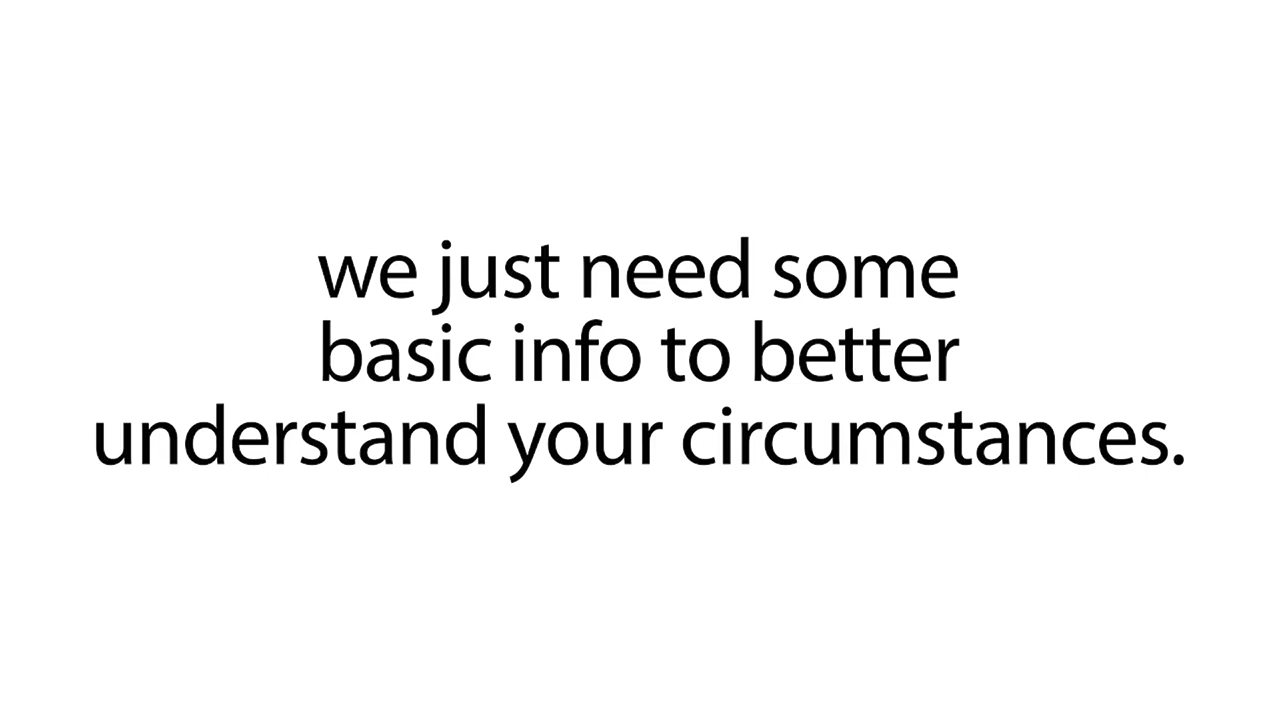 we just need some
basic info to better
understand your circumstances.